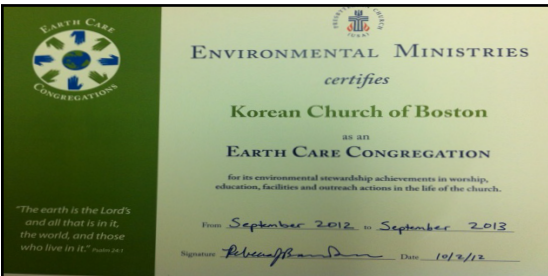 EARTH CARE
CONGREGATIONS
"The earth is the Lord's
and all that is in it,
the world, and those
who live in it." Psalm 24:1
ENVIRONMENTAL MINISTRIES
certifies
Korean Church of Boston
as an
EARTH CARE CONGREGATION
for its environmental stewardship achievements in worship,
education, facilities and outreach actions in the life of the church.
From September 2012 to September 2013
Signature Date 10/2/12